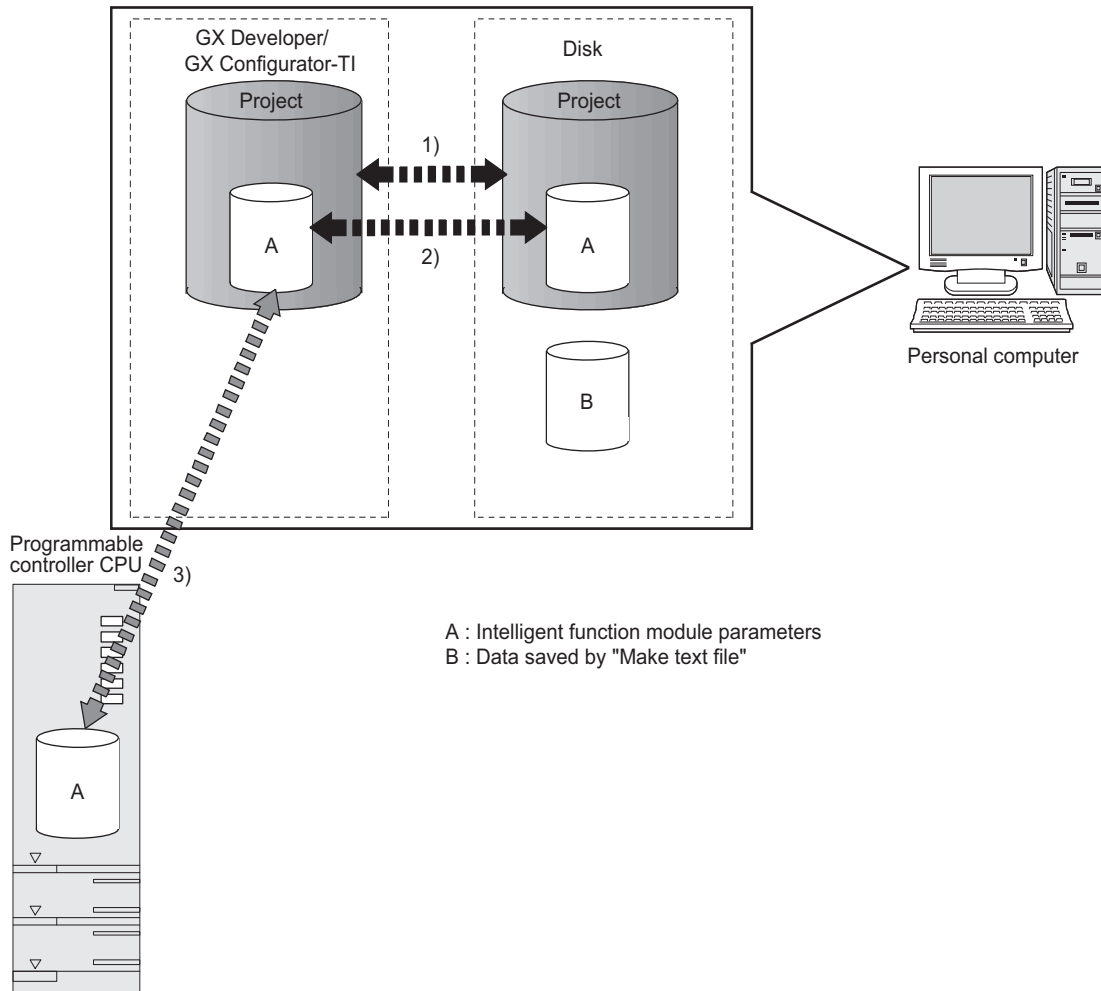 GX Developer/
GX Configurator-TI
Disk
Project
Project
1)
A
2)
A
B
Personal computer
Programmable
controller CPU
3)
A : Intelligent function module parameters
B : Data saved by "Make text file"
A